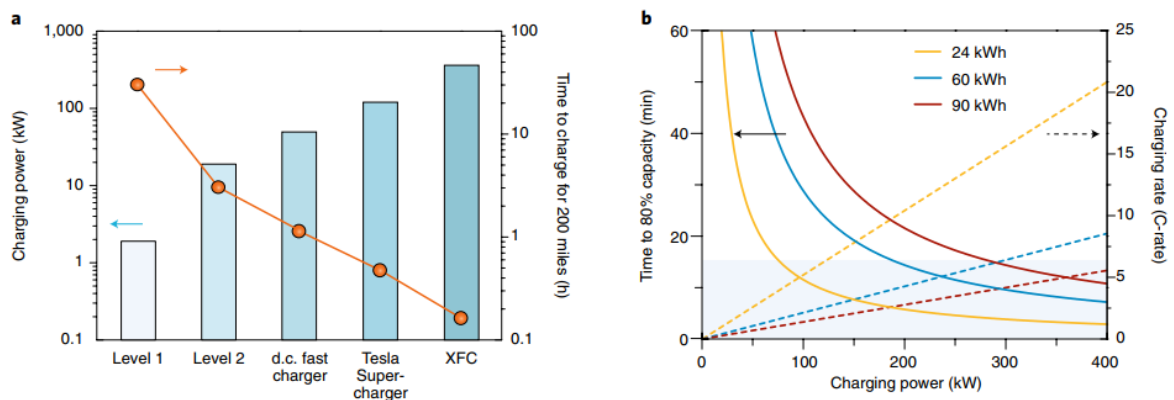 a
1,000
100
10
1
0.1
Charging power (kW)
100
10
1
0.1
Time to charge for 200 miles (h)
Level 1
Level 2
d.c. fast
charger
Tesla
Super-
charger
XFC
b
60
40
20
0
Time to 80% capacity (min)
24 kWh
60 kWh
90 kWh
25
20
15
10
5
0
Charging rate (C-rate)
0
100
200
300
400
Charging power (kW)